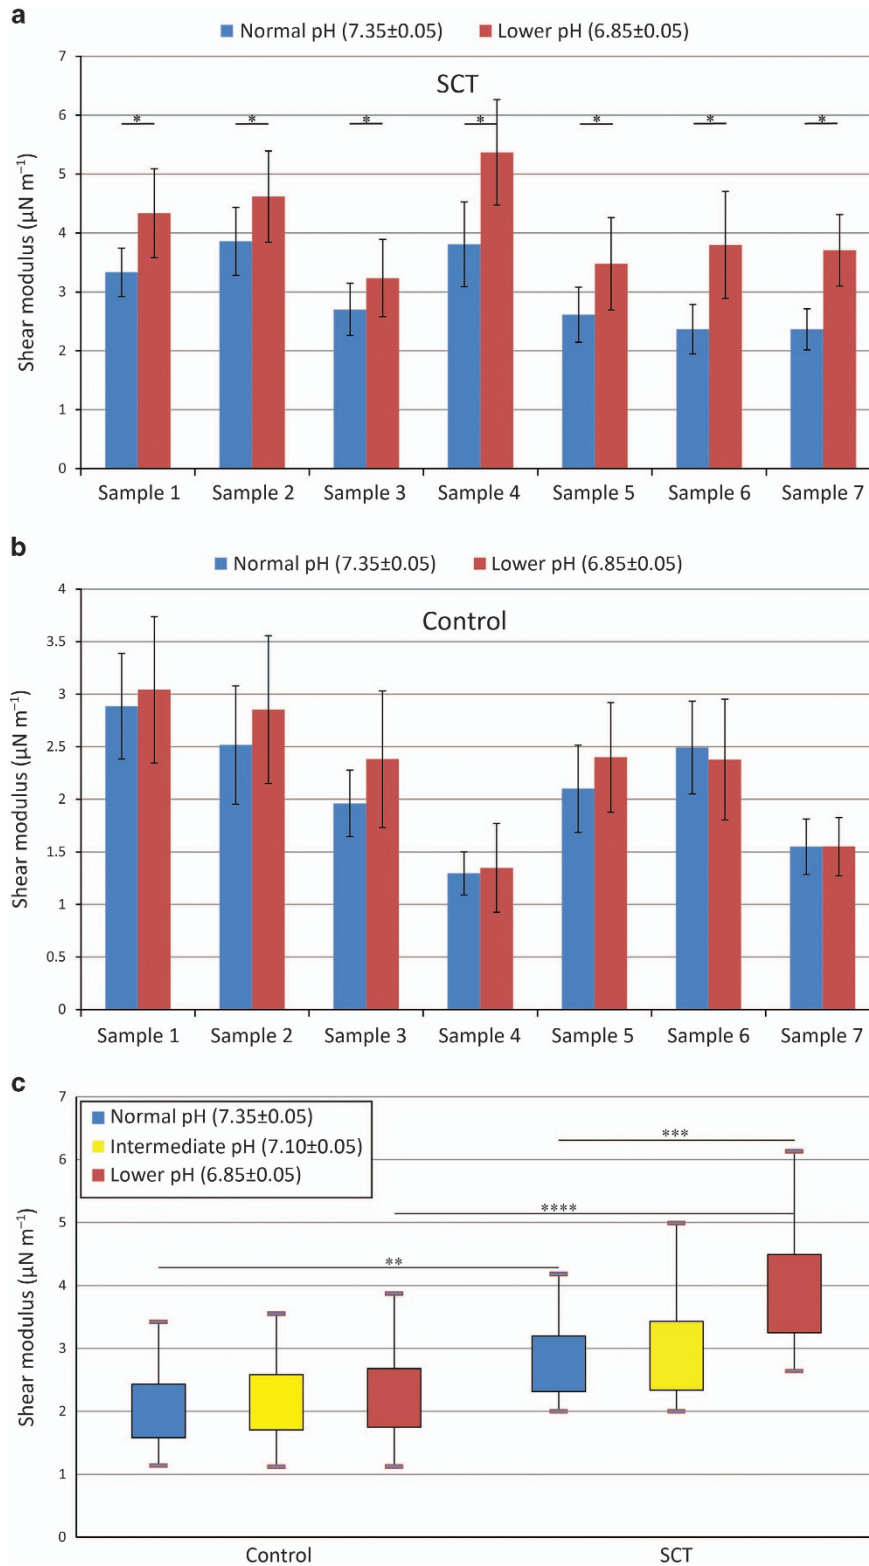 a
Normal pH (7.35±0.05) Lower pH (6.85±0.05)
SCT
Shear modulus (µN m⁻¹)
7
6
5
4
3
2
1
0
* * * * * * *
Sample 1 Sample 2 Sample 3 Sample 4 Sample 5 Sample 6 Sample 7
b
Normal pH (7.35±0.05) Lower pH (6.85±0.05)
Control
Shear modulus (µN m⁻¹)
4
3.5
3
2.5
2
1.5
1
0.5
0
Sample 1 Sample 2 Sample 3 Sample 4 Sample 5 Sample 6 Sample 7
c
Normal pH (7.35±0.05)
Intermediate pH (7.10±0.05)
Lower pH (6.85±0.05)
Shear modulus (µN m⁻¹)
7
6
5
4
3
2
1
0
***
****
**
Control SCT